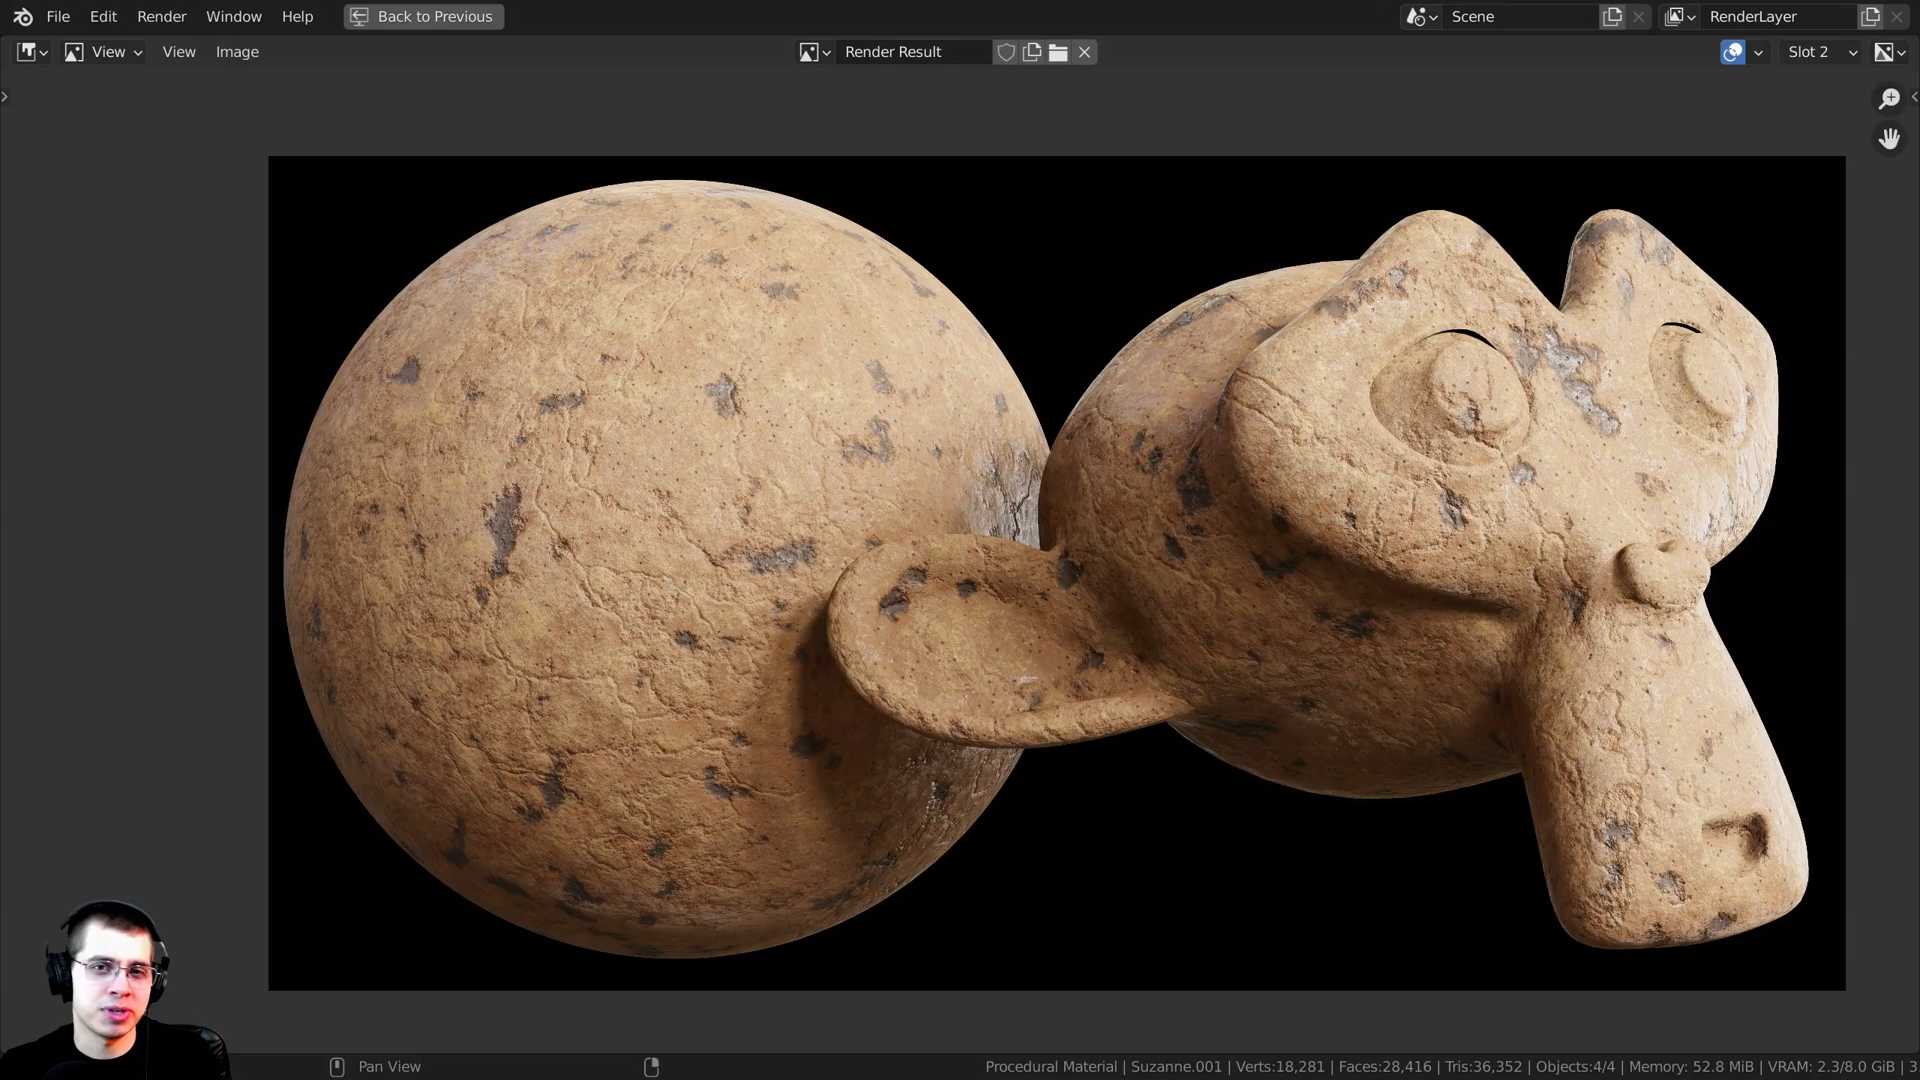 File Edit Render Window Help Back to Previous Scene RenderLayer
View View Image Render Result Slot 2
Pan View Procedural Material | Suzanne.001 | Verts:18,281 | Faces:28,416 | Tris:36,352 | Objects:4/4 | Memory: 52.8 MiB | VRAM: 2.3/8.0 GiB | 3